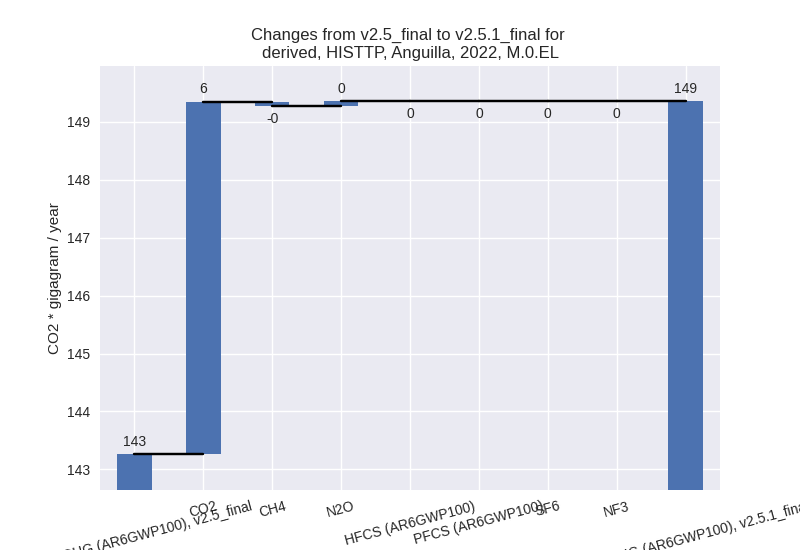 Changes from v2.5_final to v2.5.1_final for
derived, HISTTP, Anguilla, 2022, M.0.EL
CO2 * gigagram / year
149
148
147
146
145
144
143
143
6
-0
0
0
0
0
0
149
(AR6GWP100), v2.5_final
CO2
CH4
N2O
HFCS (AR6GWP100)
PFCS (AR6GWP100)
SF6
NF3
(AR6GWP100), v2.5.1_final